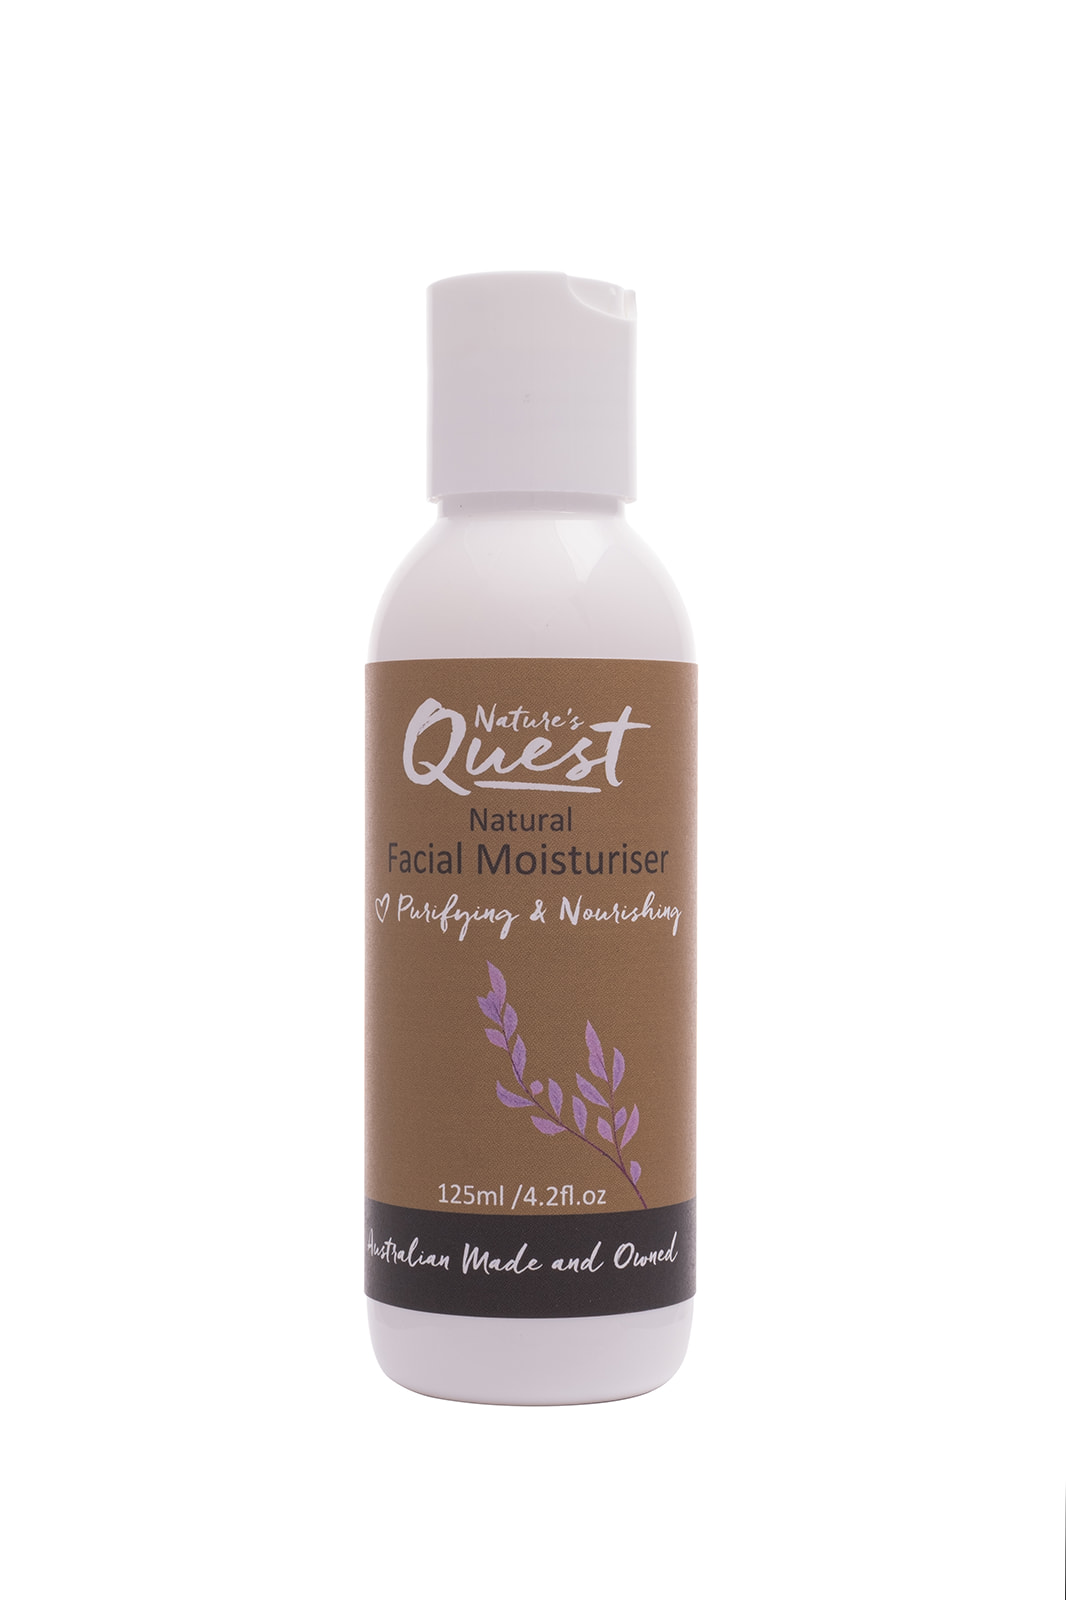 Nature's
Quest
Natural
Facial Moisturiser
Purifying & Nourishing
125ml /4.2fl.oz
Australian Made and Owned